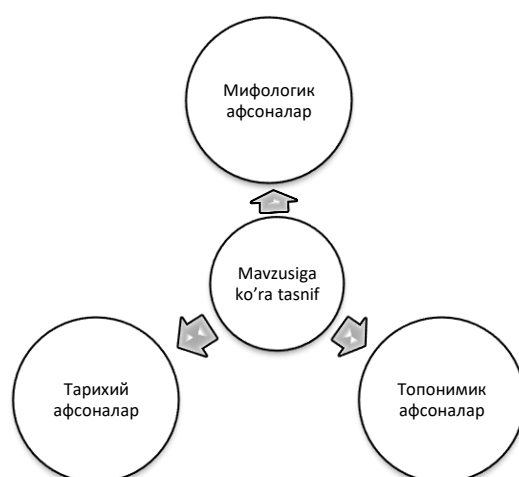 Мифологик
афсоналар
Mavzusiga
ko’ra tasnif
Тарихий
афсоналар
Топонимик
афсоналар